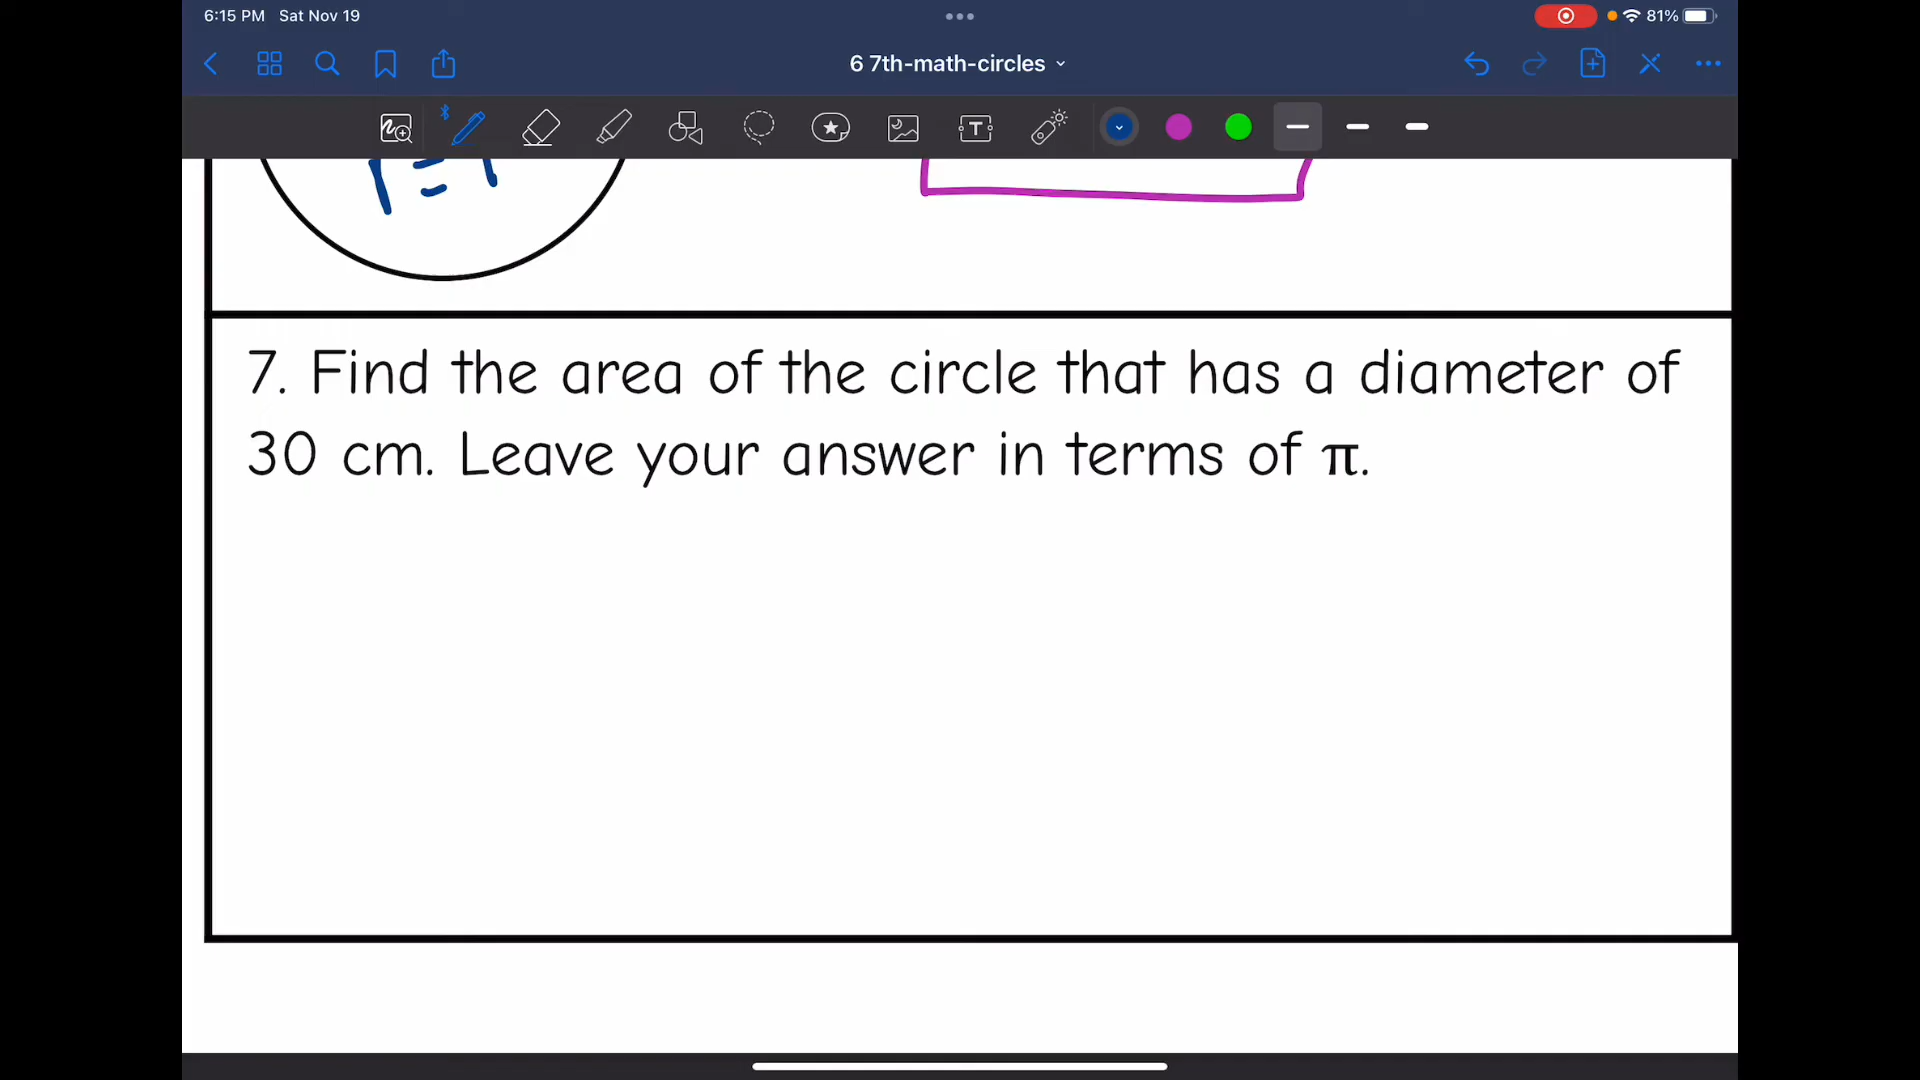 6:15 PM Sat Nov 19
81%
6 7th-math-circles
T
7. Find the area of the circle that has a diameter of
30 cm. Leave your answer in terms of π.